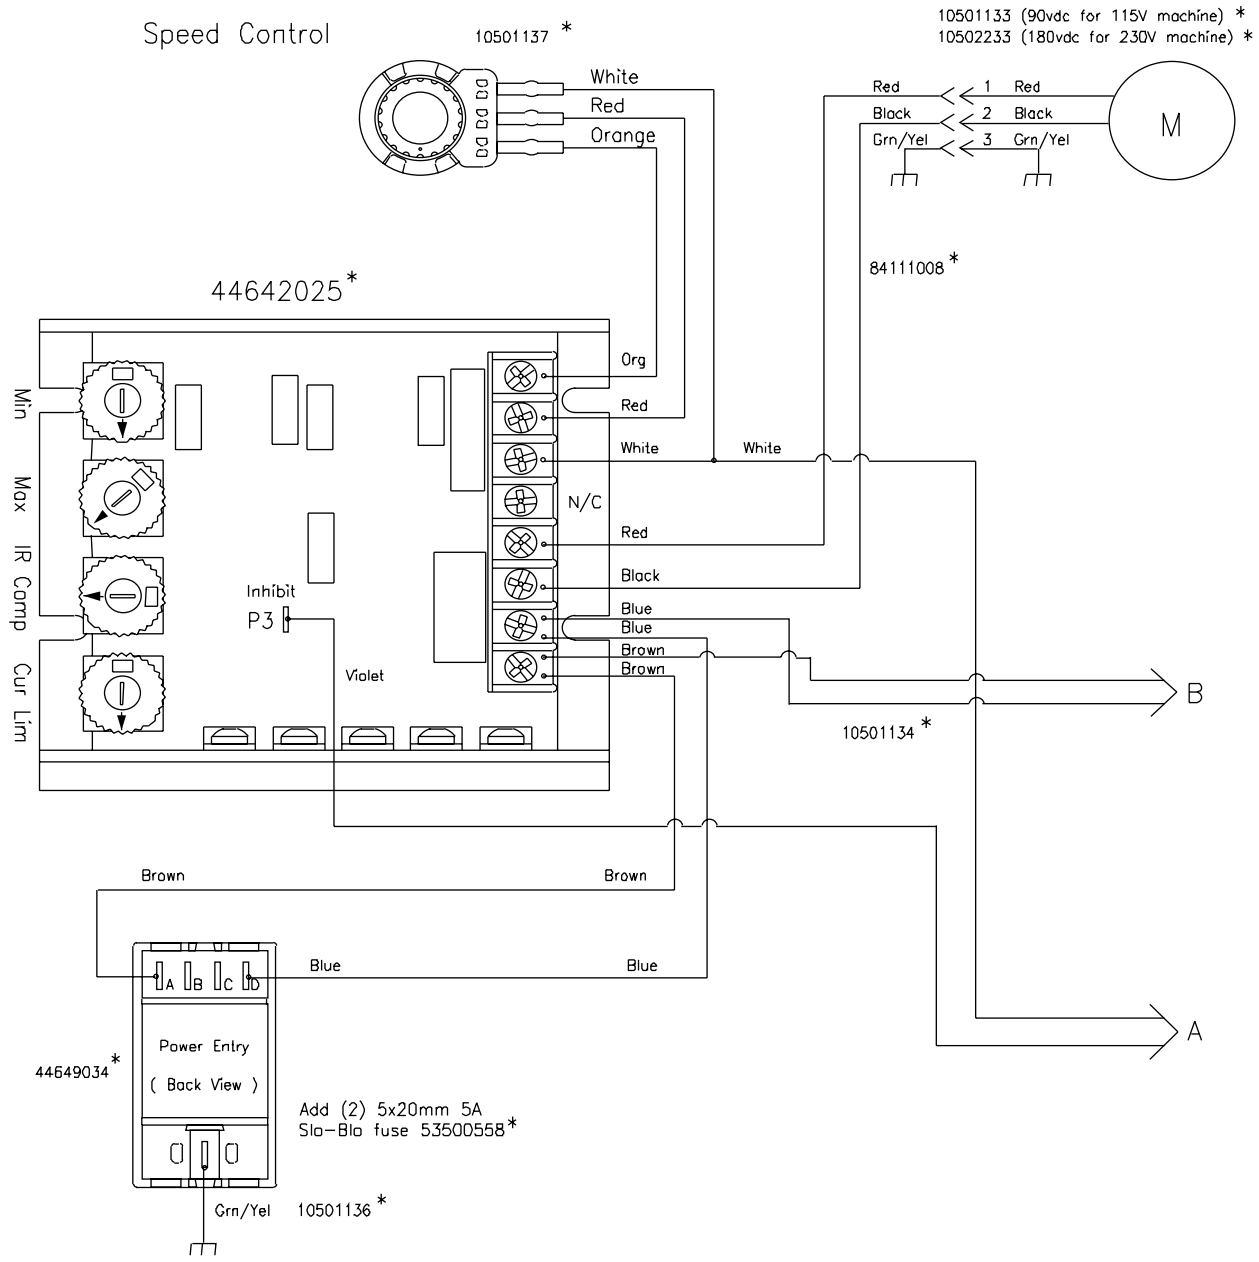 Speed Control
10501137 *
10501133 (90vdc for 115V machine) *
10502233 (180vdc for 230V machine) *
White
Red
Orange
Red 1 Red
Black 2 Black
Grn/Yel 3 Grn/Yel
M
84111008 *
44642025 *
Min
Max
IR Comp
Cur Lim
Org
Red
White White
N/C
Red
Black
Inhibit
P3
Blue
Blue
Brown
Brown
Violet
B
10501134 *
Brown Brown
Blue Blue
A B C D
A
Power Entry
( Back View )
44649034 *
Add (2) 5x20mm 5A
Slo-Blo fuse 53500558 *
Grn/Yel 10501136 *